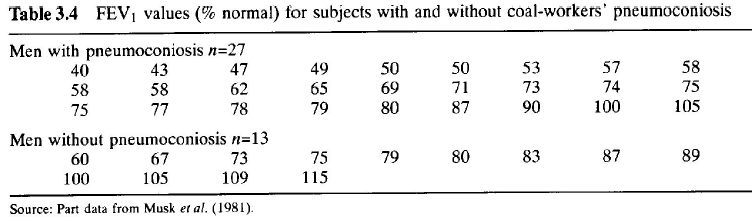 Table 3.4 FEV₁ values (% normal) for subjects with and without coal-workers' pneumoconiosis
Men with pneumoconiosis n=27
40 43 47 49 50 50 53 57 58
58 58 62 65 69 71 73 74 75
75 77 78 79 80 87 90 100 105
Men without pneumoconiosis n=13
60 67 73 75 79 80 83 87 89
100 105 109 115
Source: Part data from Musk et al. (1981).